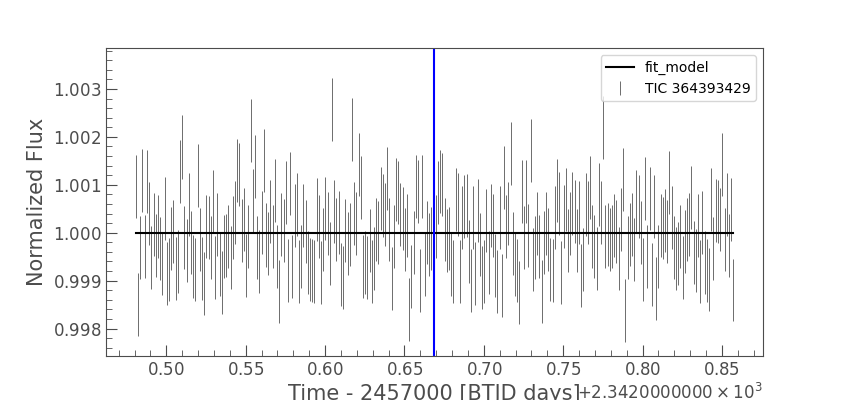 fit_model
TIC 364393429
Normalized Flux
1.003
1.002
1.001
1.000
0.999
0.998
0.50
0.55
0.60
0.65
0.70
0.75
0.80
0.85
Time - 2457000 [BTJD days]
+2.3420000000 × 10³